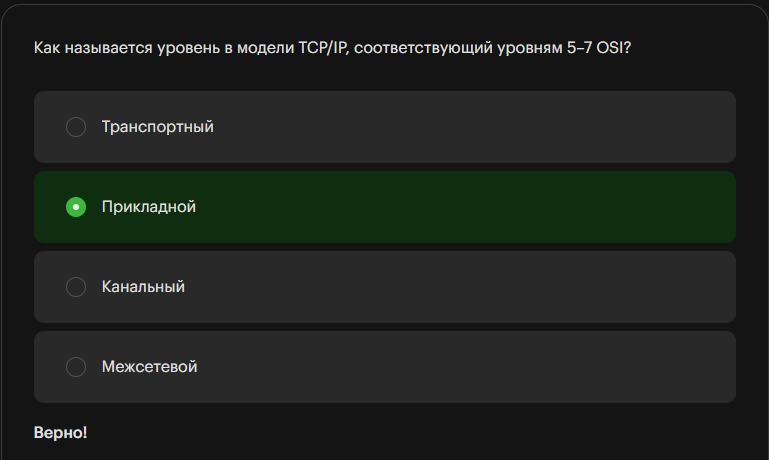 Как называется уровень в модели TCP/IP, соответствующий уровням 5–7 OSI?
Транспортный
Прикладной
Канальный
Межсетевой
Верно!